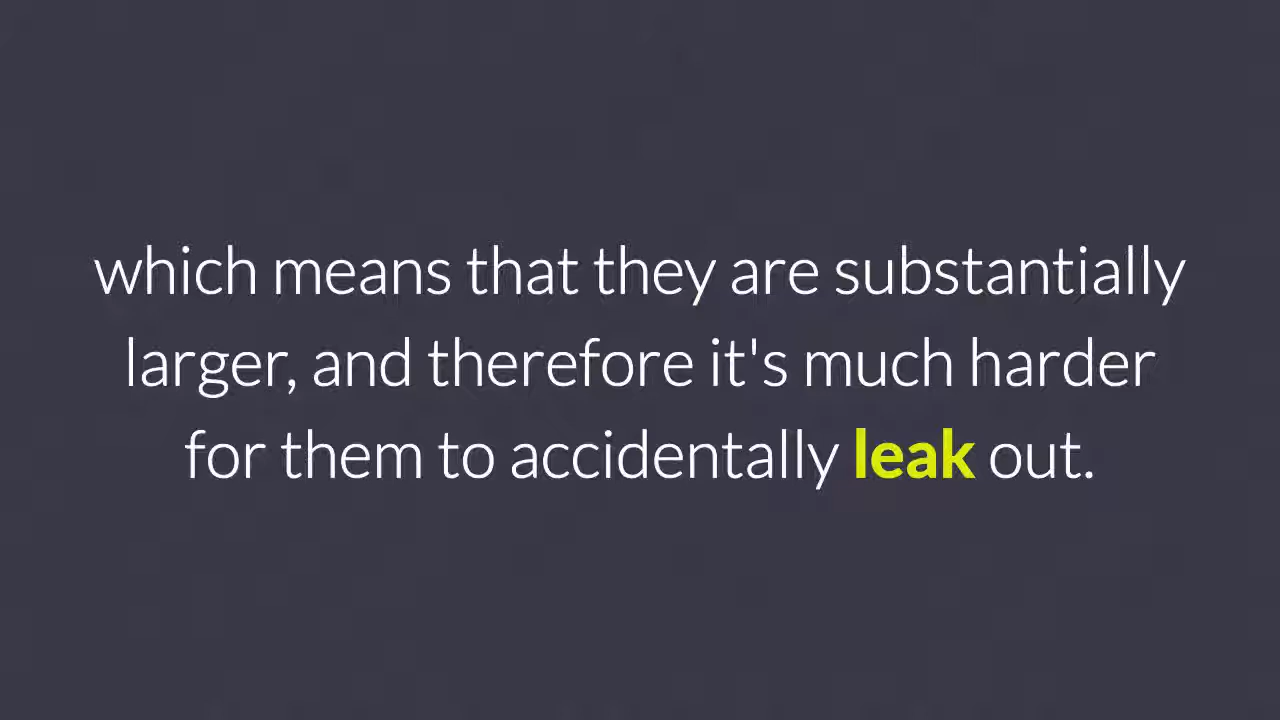 which means that they are substantially
larger, and therefore it's much harder
for them to accidentally leak out.